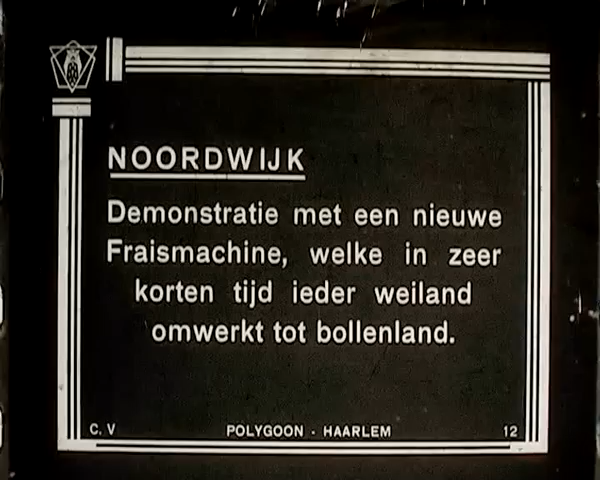 NOORDWIJK
Demonstratie met een nieuwe
Fraismachine, welke in zeer
korten tijd ieder weiland
omwerkt tot bollenland.
C. V POLYGOON - HAARLEM 12